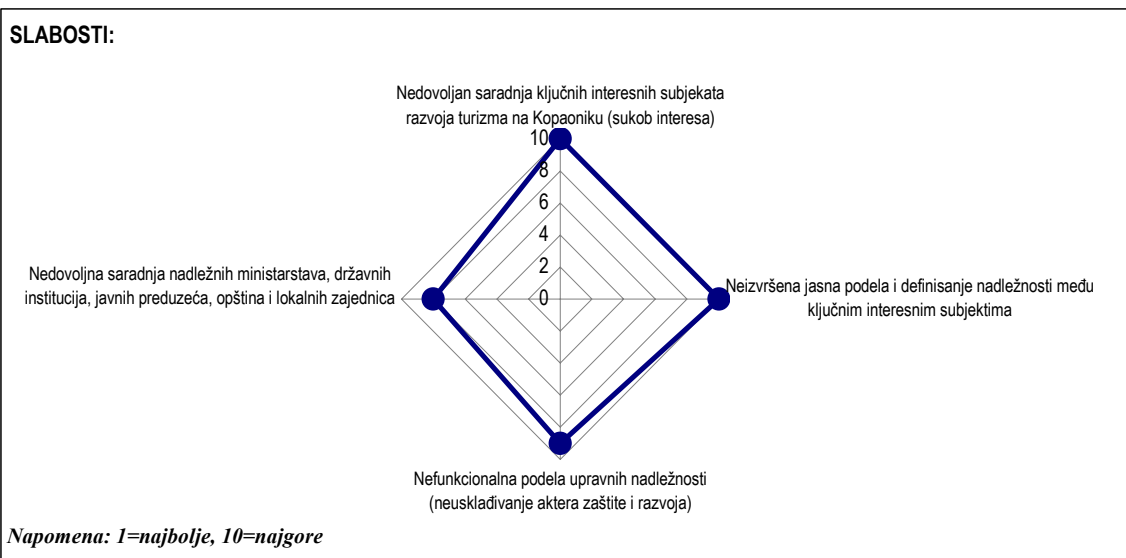 SLABOSTI:
Nedovoljan saradnja ključnih interesnih subjekata
razvoja turizma na Kopaoniku (sukob interesa)
10
8
6
4
2
0
Nedovoljna saradnja nadležnih ministarstava, državnih
institucija, javnih preduzeća, opština i lokalnih zajednica
Neizvršena jasna podela i definisanje nadležnosti među
ključnim interesnim subjektima
Nefunkcionalna podela upravnih nadležnosti
(neusklađivanje aktera zaštite i razvoja)
Napomena: 1=najbolje, 10=najgore